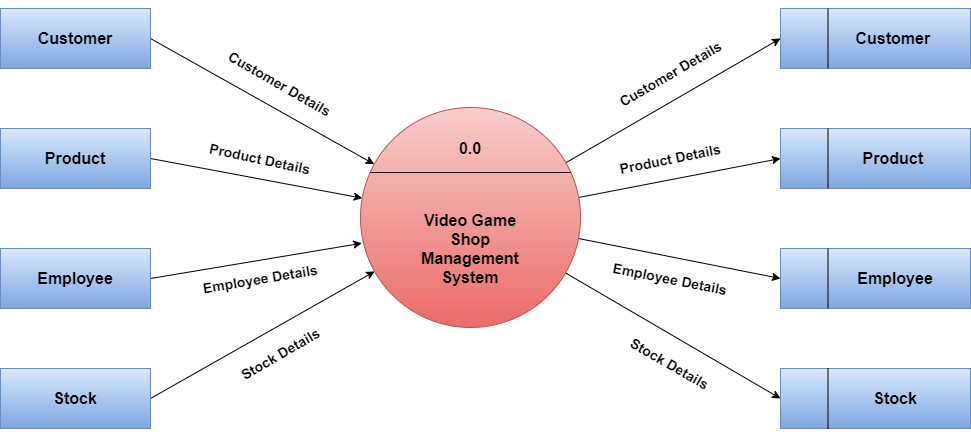 Customer
Customer Details
Customer Details
Customer
Product
Product Details
0.0
Product Details
Product
Video Game
Shop
Management
System
Employee
Employee Details
Employee Details
Employee
Stock
Stock Details
Stock Details
Stock